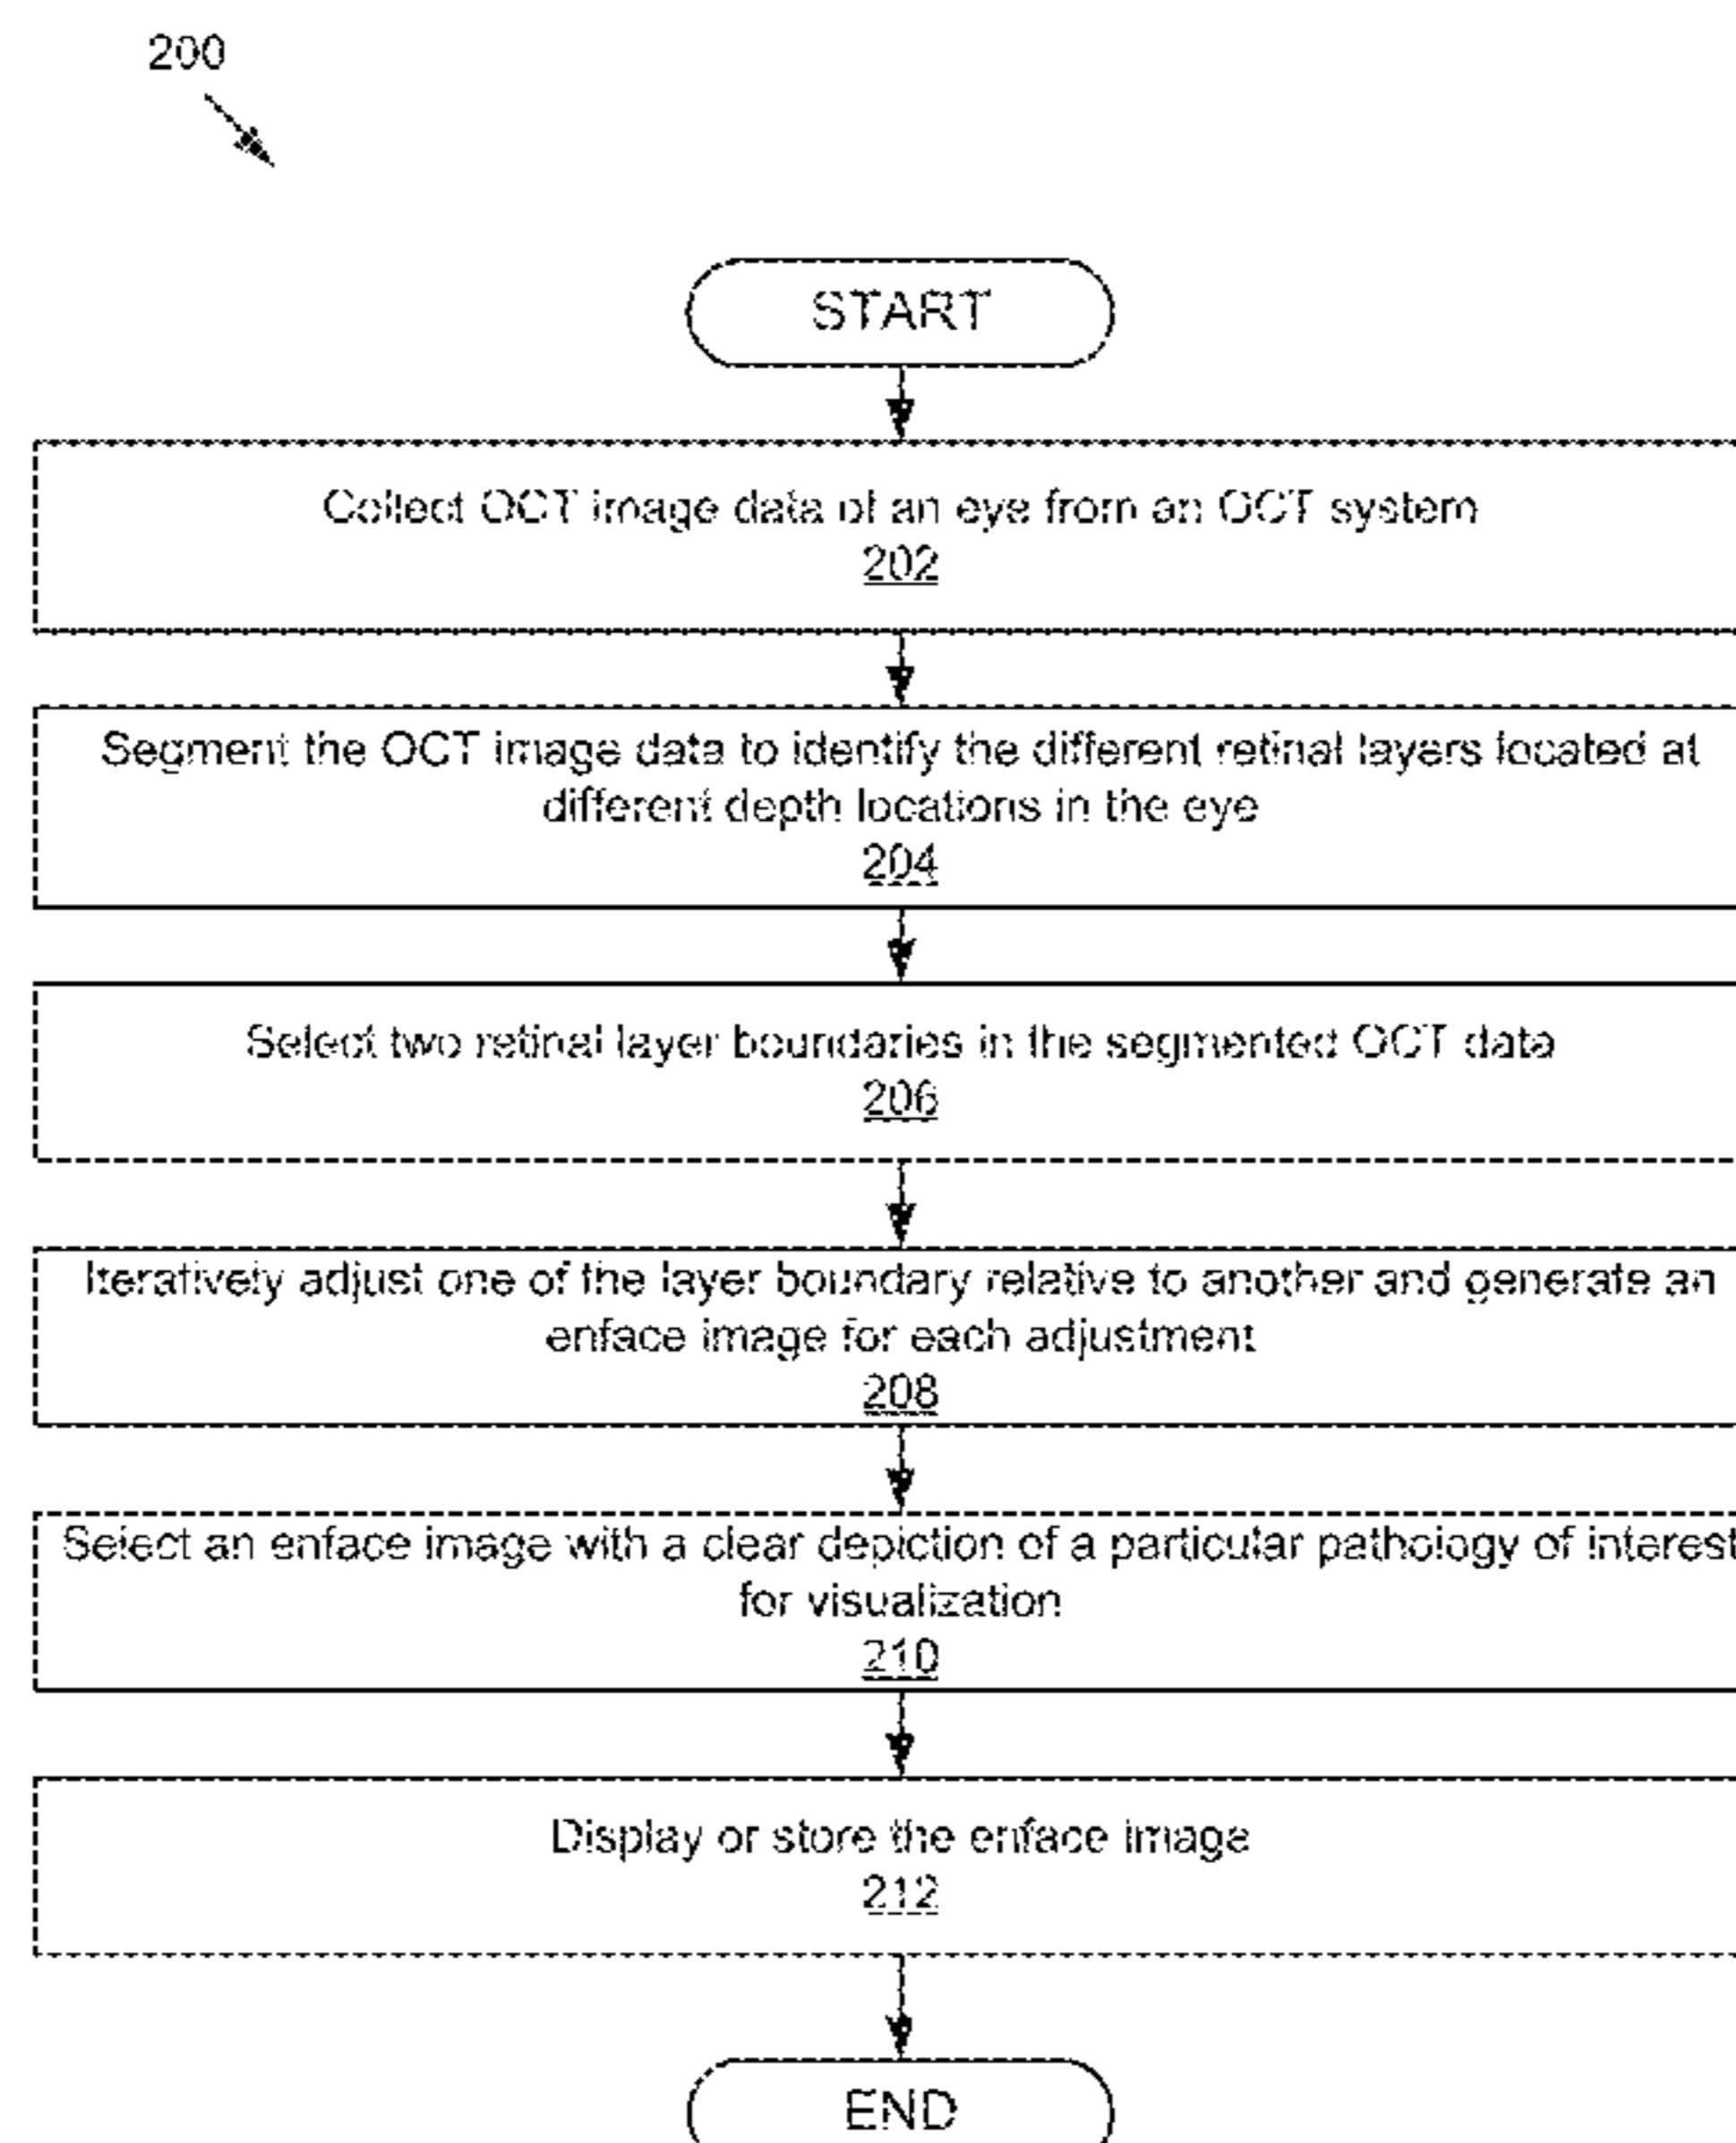 200
START
Collect OCT image data of an eye from an OCT system
202
Segment the OCT image data to identify the different retinal layers located at
different depth locations in the eye
204
Select two retinal layer boundaries in the segmented OCT data
206
Iteratively adjust one of the layer boundary relative to another and generate an
enface image for each adjustment
208
Select an enface image with a clear depiction of a particular pathology of interest
for visualization
210
Display or store the enface image
212
END